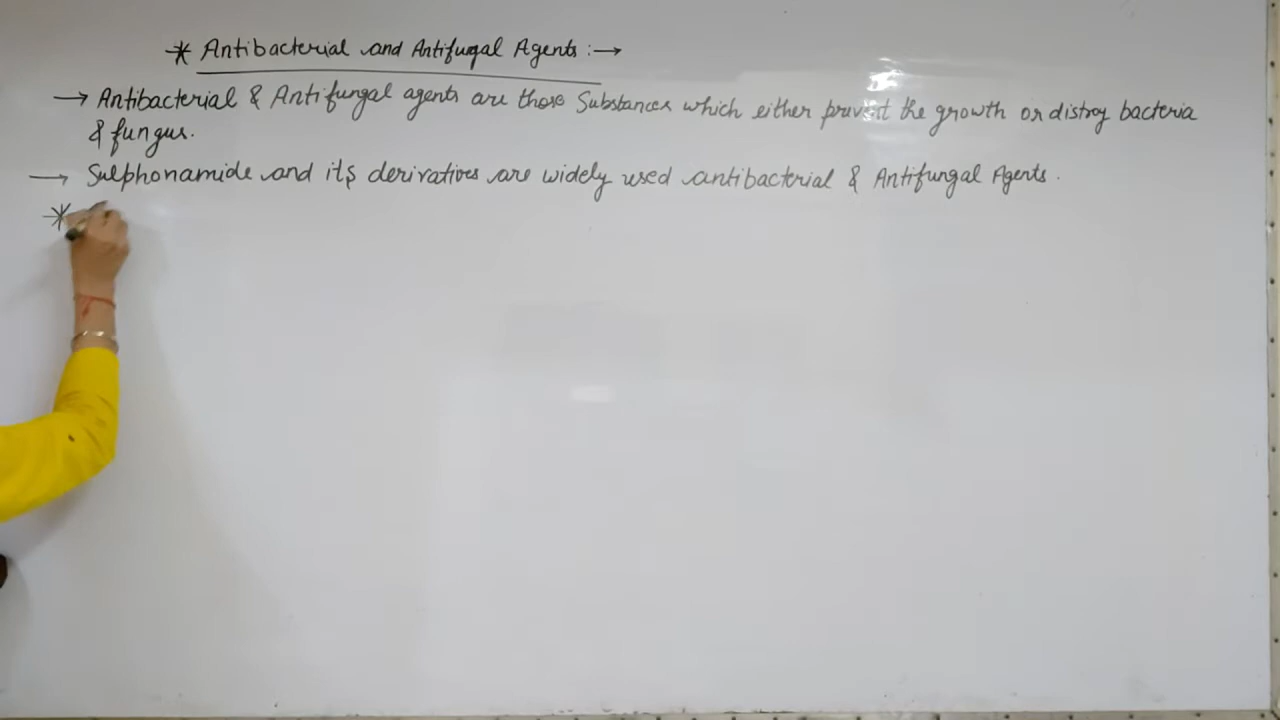 * Antibacterial and Antifugal Agents :→
→ Antibacterial & Antifungal agents are those Substances which either prevent the growth or distroy bacteria
& fungus.
→ Sulphonamide and its derivatives are widely used antibacterial & Antifungal Agents.
*